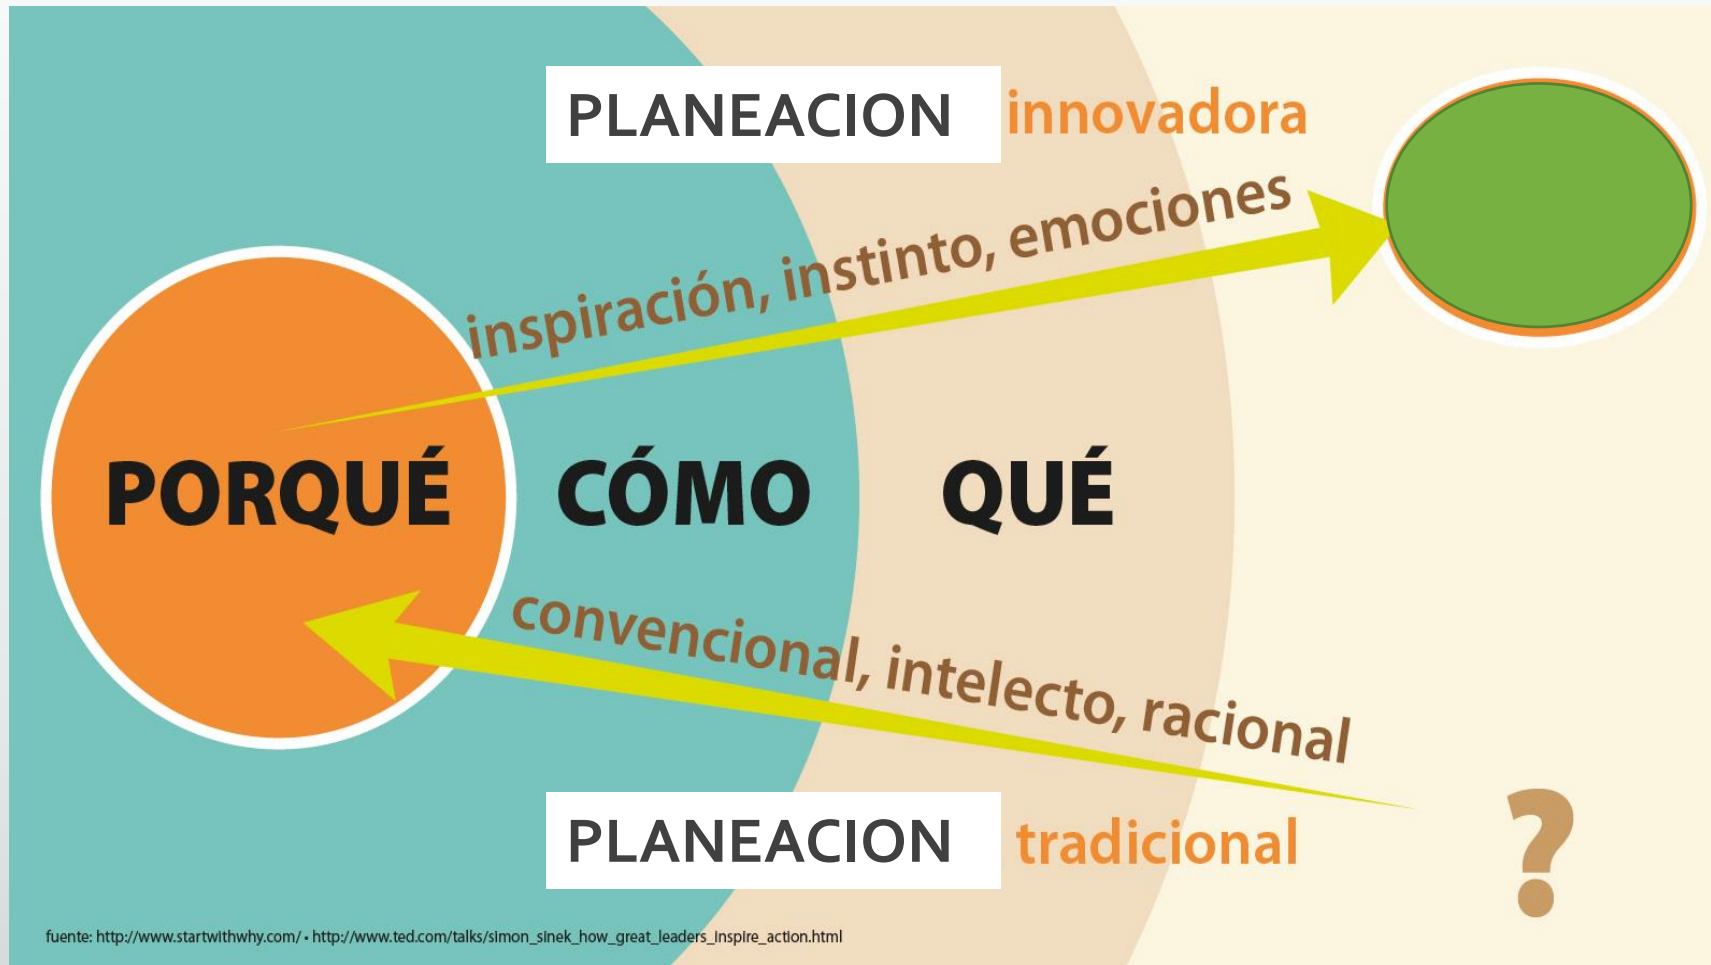 PLANEACION innovadora
inspiración, instinto, emociones
PORQUÉ CÓMO QUÉ
convencional, intelecto, racional
PLANEACION tradicional
?
fuente: http://www.startwithwhy.com/ • http://www.ted.com/talks/simon_sinek_how_great_leaders_inspire_action.html